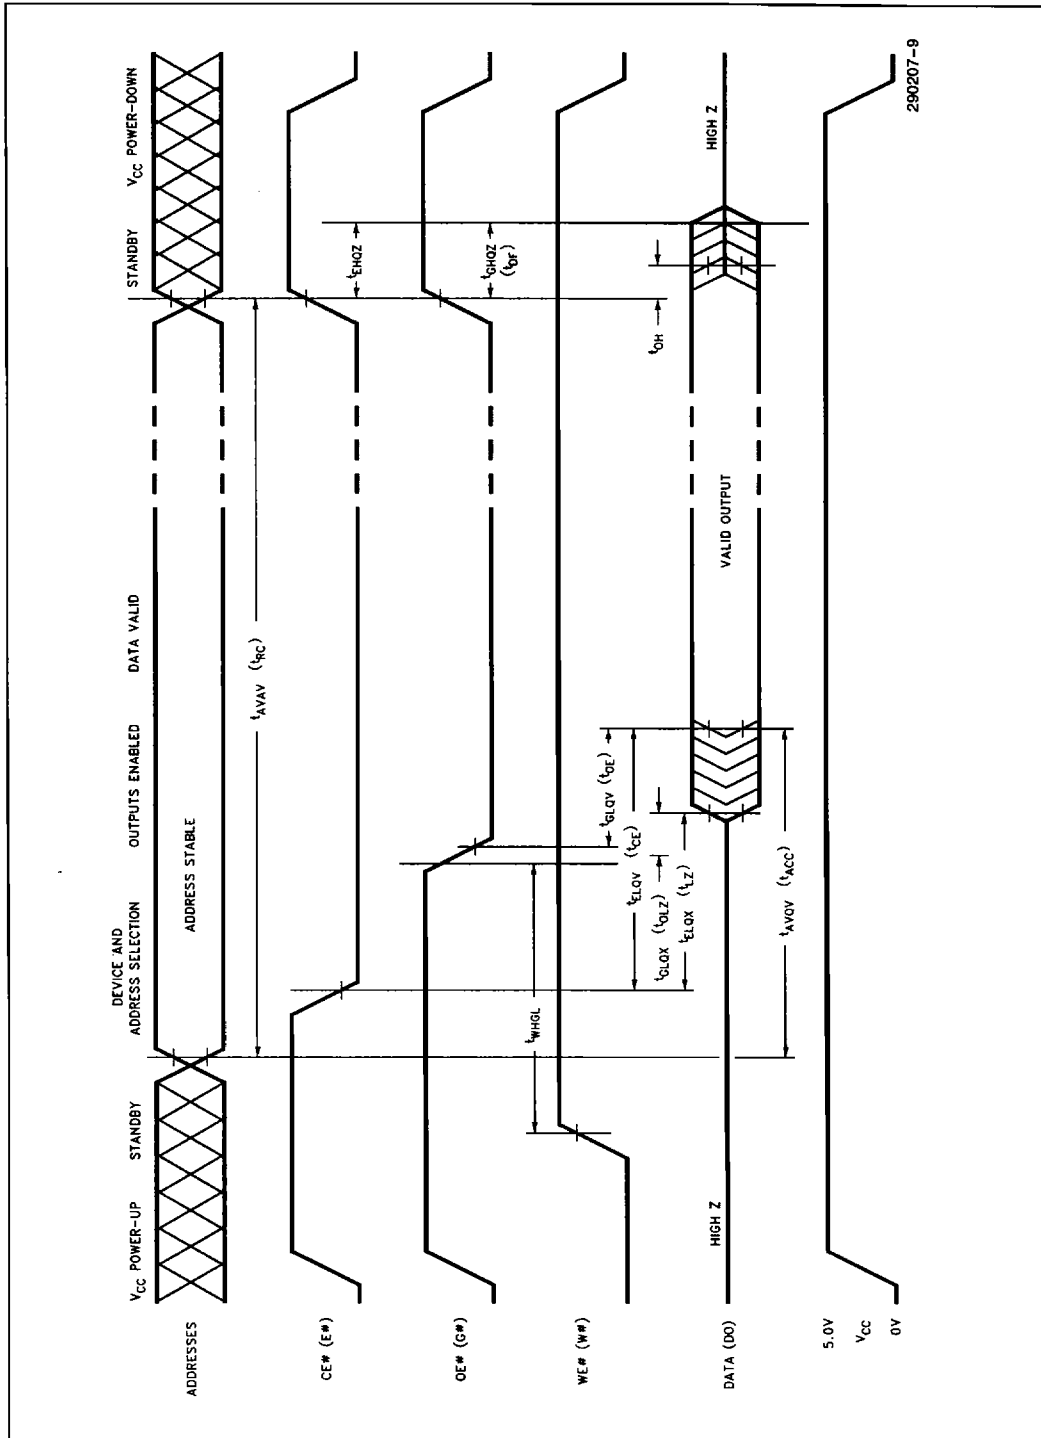 VCC POWER-UP
STANDBY
DEVICE AND
ADDRESS SELECTION
OUTPUTS ENABLED
DATA VALID
STANDBY
VCC POWER-DOWN
ADDRESSES
ADDRESS STABLE
tAVAV (tRC)
CE# (E#)
tEHQZ
OE# (G#)
tGHQZ
(tDF)
tWHGL
WE# (W#)
tGLQV (tOE)
tELQV (tCE)
tGLQX (tOLZ)
tOH
tELQX (tLZ)
DATA (DQ)
HIGH Z
VALID OUTPUT
HIGH Z
tAVQV (tACC)
5.0V
VCC
0V
290207-9